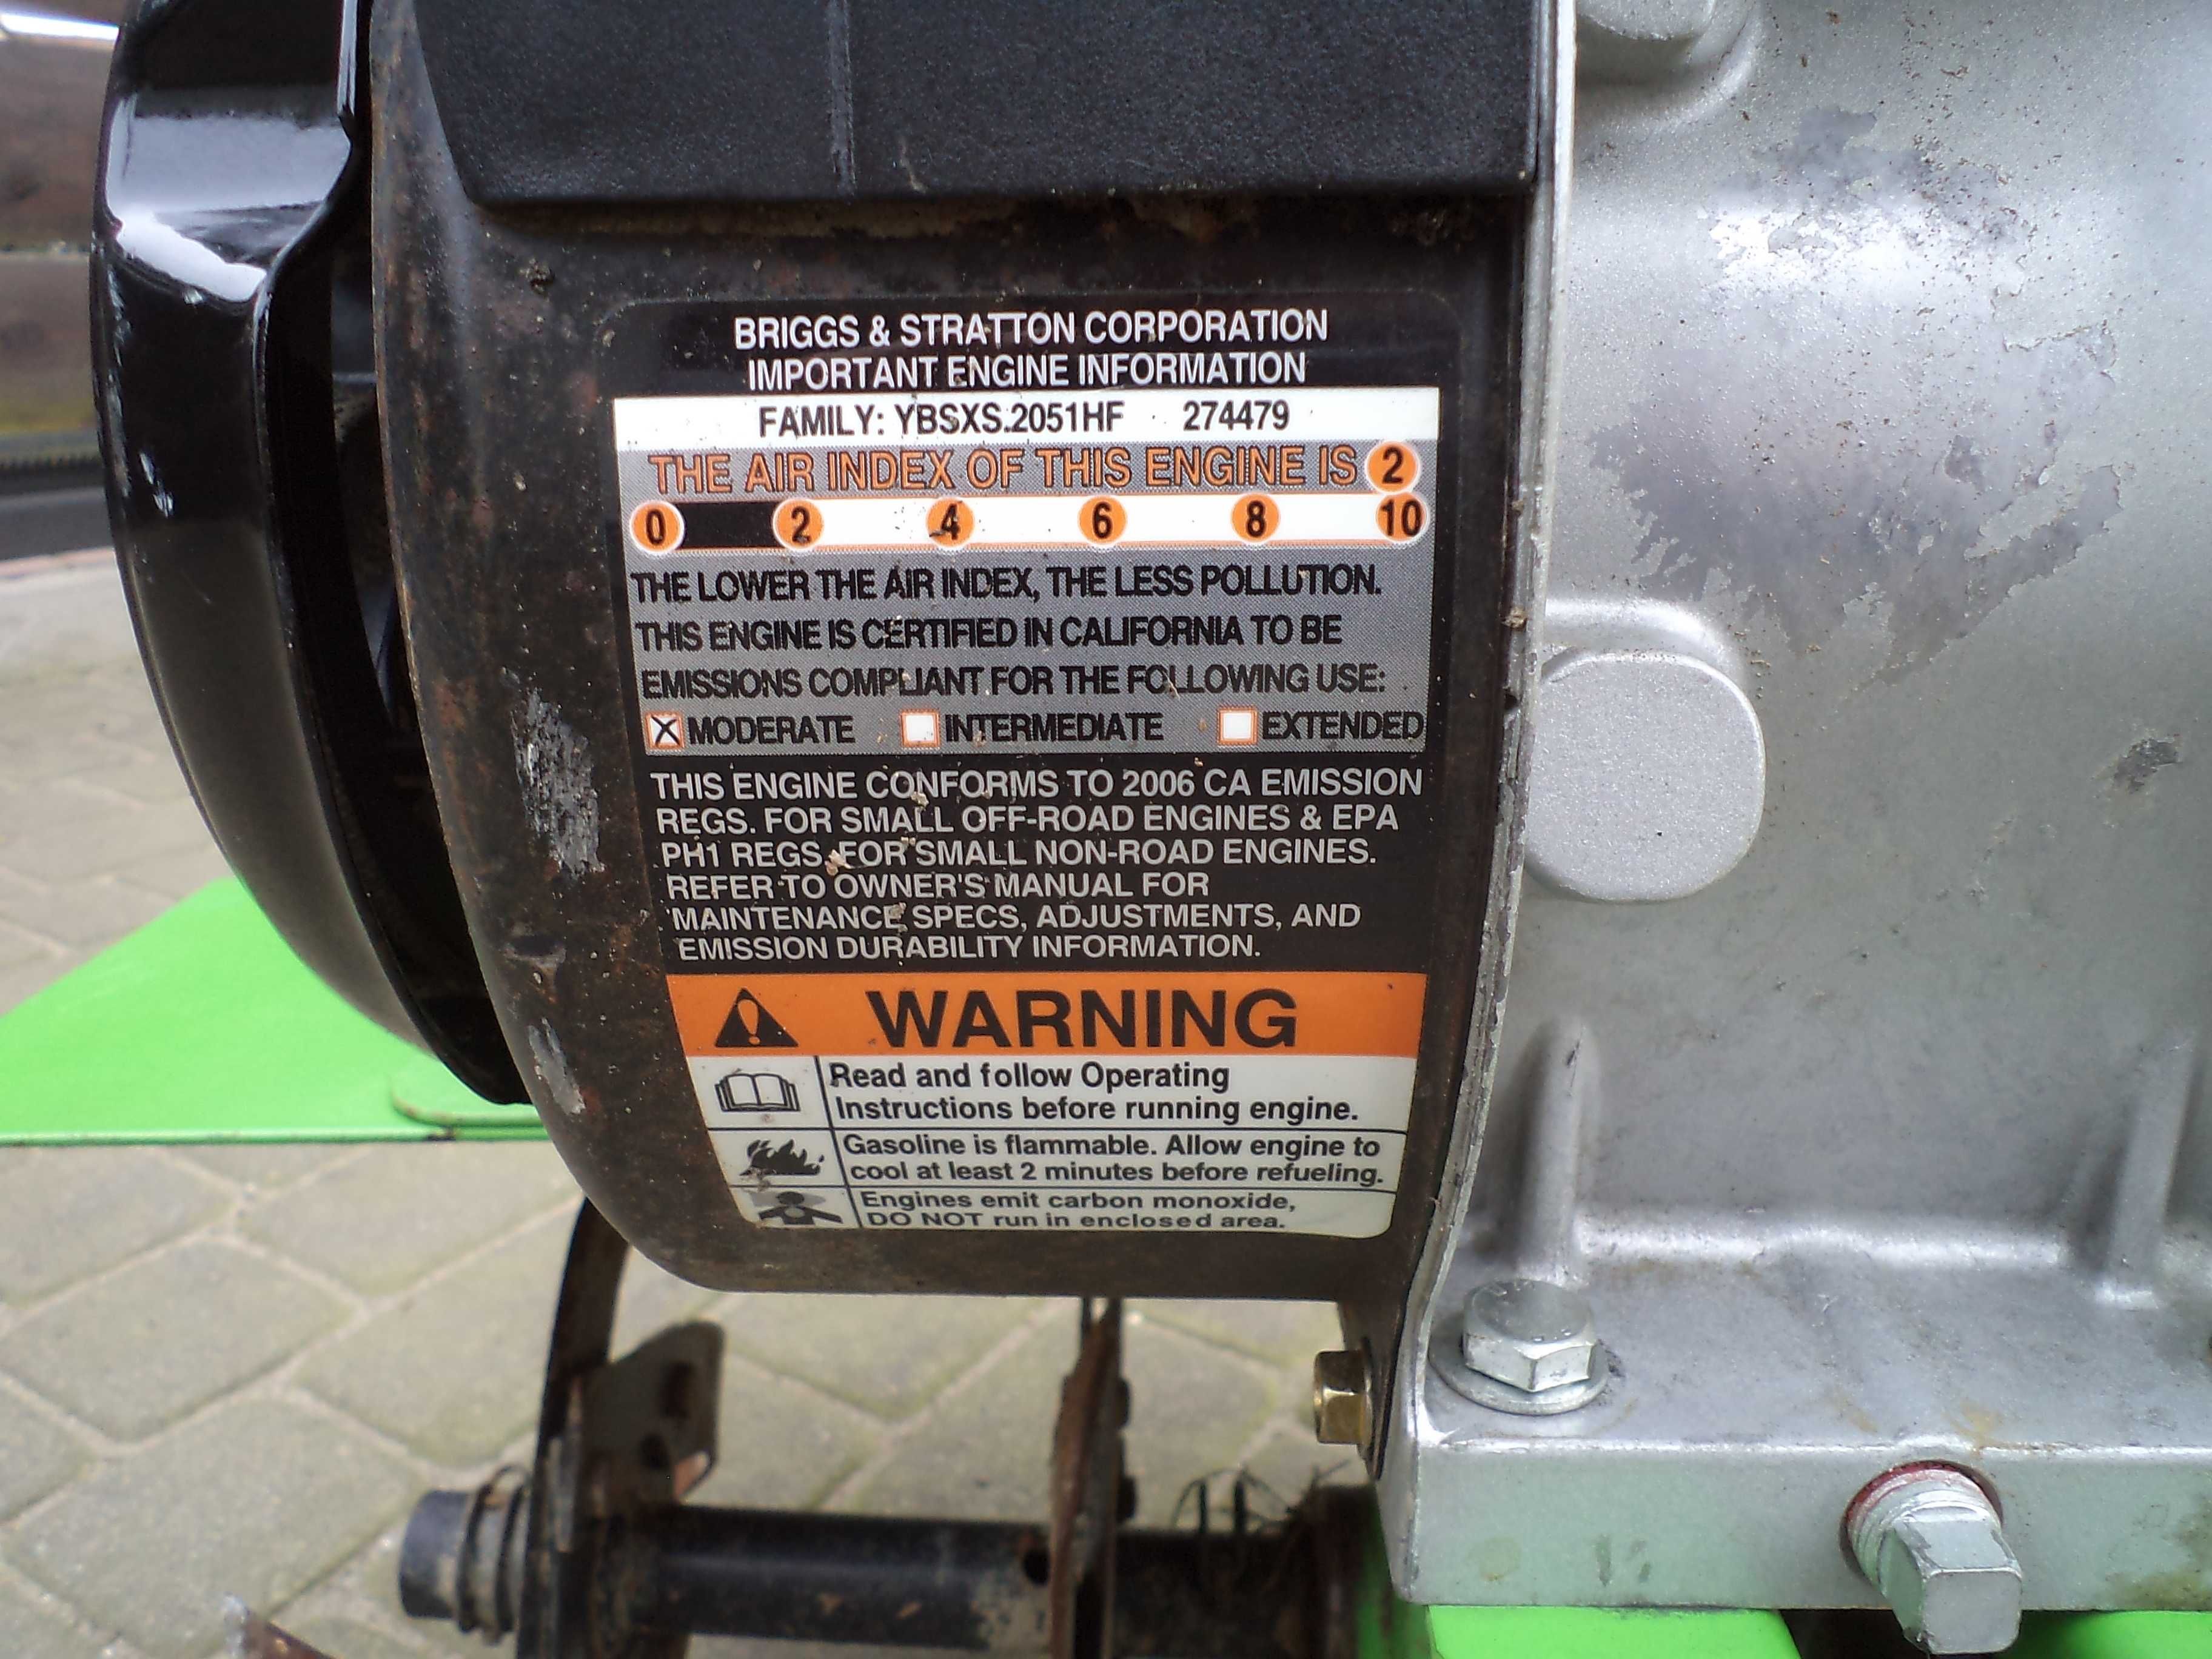 BRIGGS & STRATTON CORPORATION
IMPORTANT ENGINE INFORMATION
FAMILY: YBSXS.2051HF 274479
THE AIR INDEX OF THIS ENGINE IS 2
0 2 4 6 8 10
THE LOWER THE AIR INDEX, THE LESS POLLUTION.
THIS ENGINE IS CERTIFIED IN CALIFORNIA TO BE
EMISSIONS COMPLIANT FOR THE FOLLOWING USE:
MODERATE INTERMEDIATE EXTENDED
THIS ENGINE CONFORMS TO 2006 CA EMISSION
REGS. FOR SMALL OFF-ROAD ENGINES & EPA
PH1 REGS. FOR SMALL NON-ROAD ENGINES.
REFER TO OWNER'S MANUAL FOR
MAINTENANCE SPECS, ADJUSTMENTS, AND
EMISSION DURABILITY INFORMATION.
WARNING
Read and follow Operating
Instructions before running engine.
Gasoline is flammable. Allow engine to
cool at least 2 minutes before refueling.
Engines emit carbon monoxide,
DO NOT run in enclosed area.